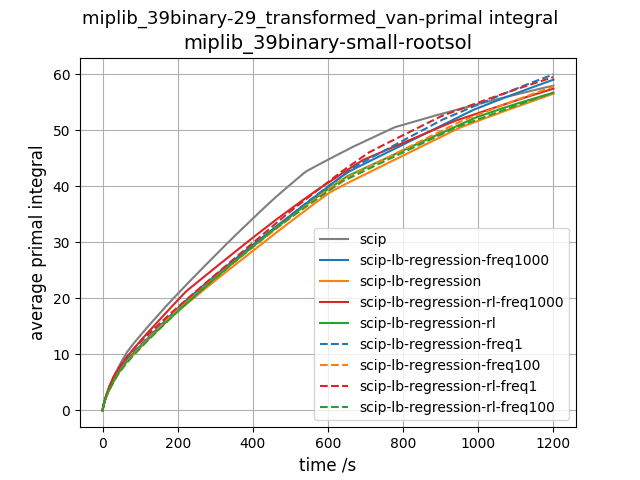 miplib_39binary-29_transformed_van-primal integral
miplib_39binary-small-rootsol
average primal integral
60
50
40
30
20
10
0
0 200 400 600 800 1000 1200
time /s
scip
scip-lb-regression-freq1000
scip-lb-regression
scip-lb-regression-rl-freq1000
scip-lb-regression-rl
scip-lb-regression-freq1
scip-lb-regression-freq100
scip-lb-regression-rl-freq1
scip-lb-regression-rl-freq100